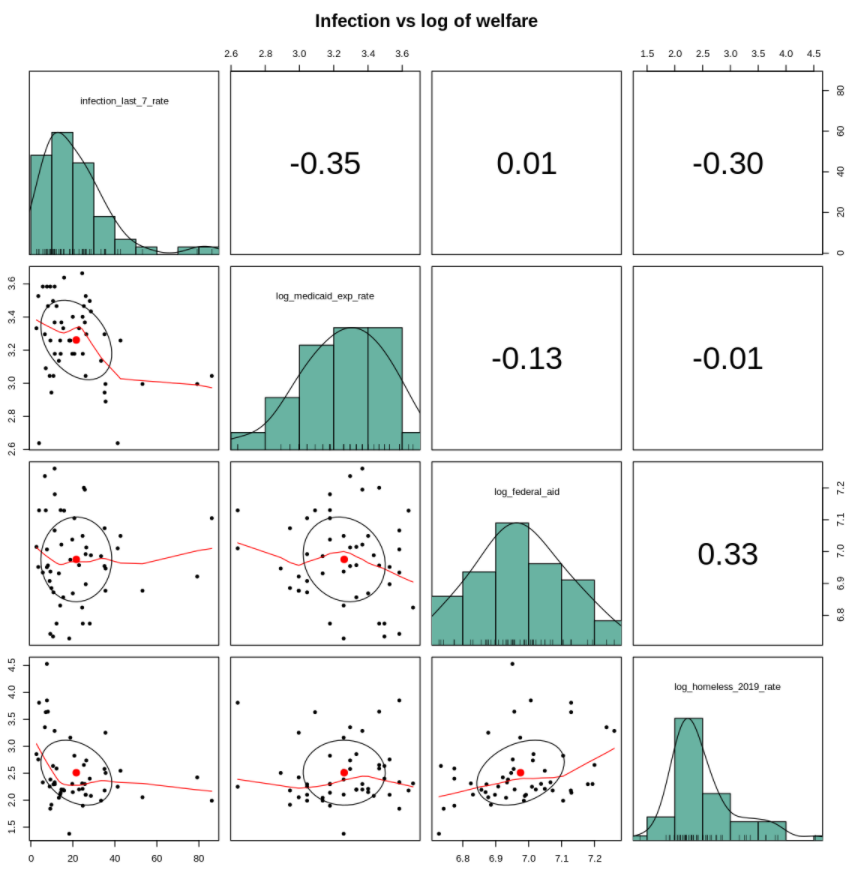 Infection vs log of welfare
2.6 2.8 3.0 3.2 3.4 3.6
1.5 2.0 2.5 3.0 3.5 4.0 4.5
infection_last_7_rate
-0.35
0.01
-0.30
0 20 40 60 80
2.6 2.8 3.0 3.2 3.4 3.6
log_medicaid_exp_rate
-0.13
-0.01
log_federal_aid
0.33
6.8 6.9 7.0 7.1 7.2
1.5 2.0 2.5 3.0 3.5 4.0 4.5
log_homeless_2019_rate
0 20 40 60 80
6.8 6.9 7.0 7.1 7.2